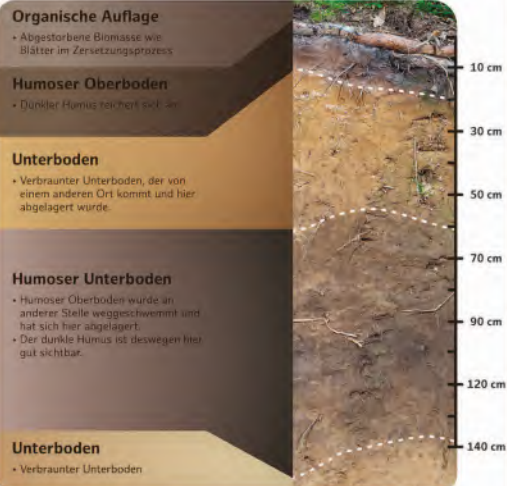 Organische Auflage
• Abgestorbene Biomasse wie
Blätter im Zersetzungsprozess
Humoser Oberboden
• Dunkler Humus reichert sich an
Unterboden
• Verbraunter Unterboden, der von
einem anderen Ort kommt und hier
abgelagert wurde.
Humoser Unterboden
• Humoser Oberboden wurde an
anderer Stelle weggeschwemmt und
hat sich hier abgelagert.
• Der dunkle Humus ist deswegen hier
gut sichtbar.
Unterboden
• Verbraunter Unterboden
10 cm
30 cm
50 cm
70 cm
90 cm
120 cm
140 cm